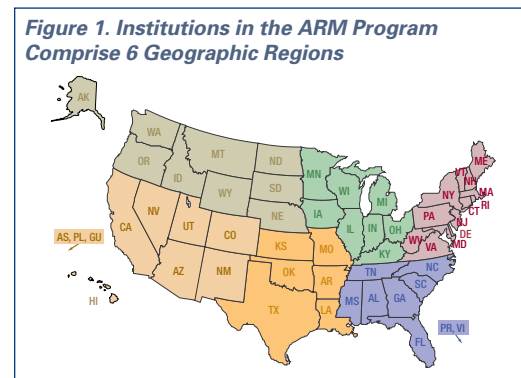 Figure 1. Institutions in the ARM Program
Comprise 6 Geographic Regions
AK
WA
MT
ND
MN
ME
VT
NH
OR
ID
SD
WI
MI
NY
MA
WY
RI
CT
NE
IA
PA
NJ
NV
UT
CO
IL
IN
OH
DE
MD
CA
KS
MO
KY
WV
VA
AS, PL, GU
AZ
NM
OK
AR
TN
NC
SC
TX
LA
MS
AL
GA
HI
PR, VI
FL